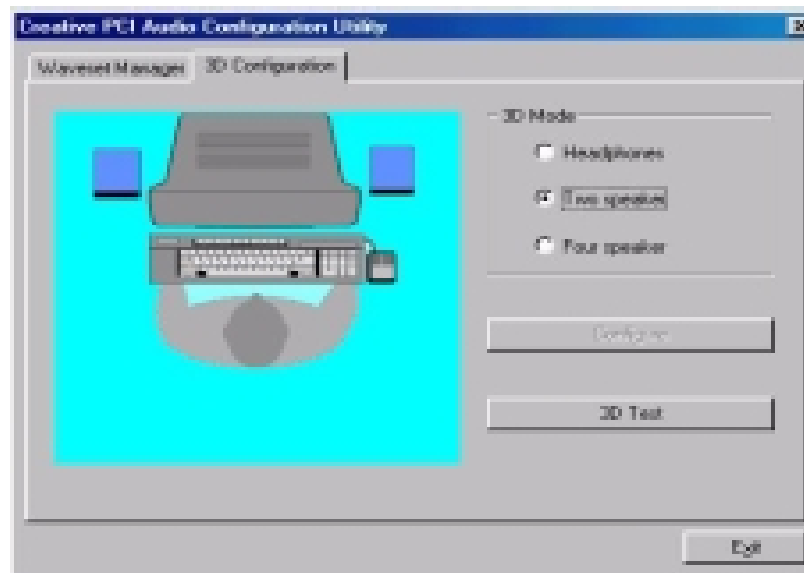 Creative PCI Audio Configuration Utility
Waveset Manager
3D Configuration
3D Mode
Headphones
Two speaker
Four speaker
Configure
3D Test
Exit